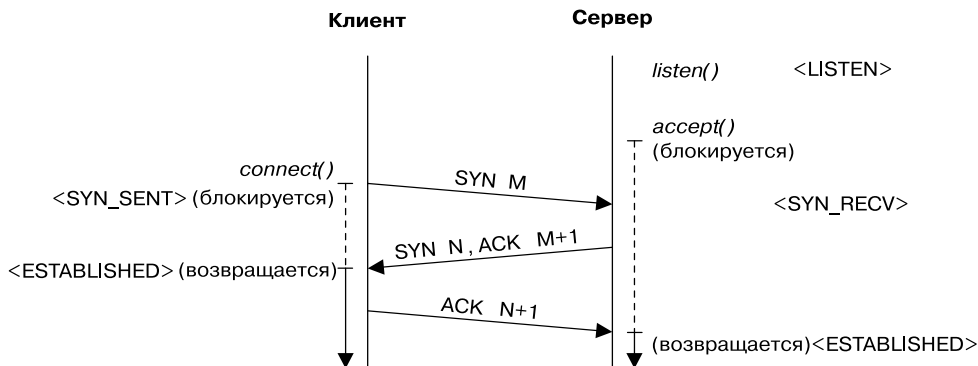 Клиент Сервер
listen() <LISTEN>
accept()
(блокируется)
connect()
<SYN_SENT> (блокируется)
SYN M
<SYN_RECV>
SYN N, ACK M+1
<ESTABLISHED> (возвращается)
ACK N+1
(возвращается)<ESTABLISHED>